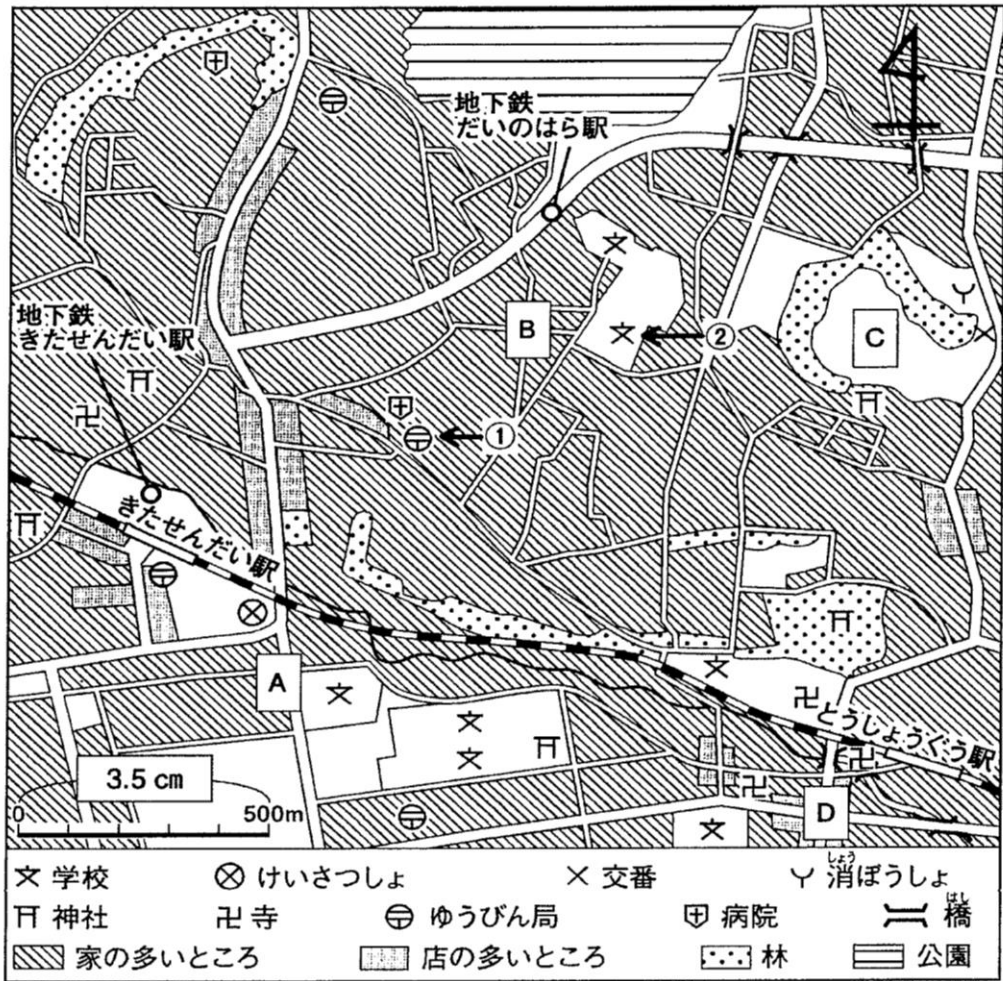 地下鉄
だいのはら駅
地下鉄
きたせんだい駅
B
②
C
①
きたせんだい駅
A
とうしょうぐう駅
3.5 cm
D
0 500m
学校 けいさつしょ 交番 消ぼうしょ
しょう
神社 寺 ゆうびん局 病院 橋
はし
家の多いところ 店の多いところ 林 公園